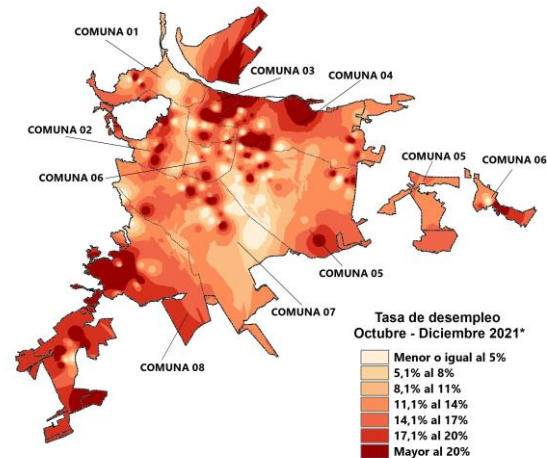 COMUNA 01
COMUNA 03
COMUNA 04
COMUNA 02
COMUNA 05
COMUNA 06
COMUNA 06
COMUNA 05
COMUNA 07
COMUNA 08
Tasa de desempleo
Octubre - Diciembre 2021*
Menor o igual al 5%
5,1% al 8%
8,1% al 11%
11,1% al 14%
14,1% al 17%
17,1% al 20%
Mayor al 20%